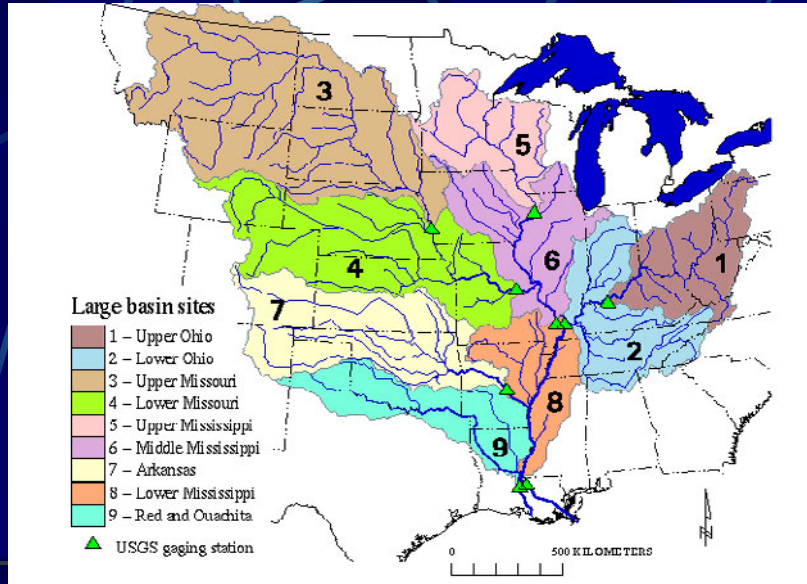 3
5
1
6
4
7
2
8
9
Large basin sites
1 – Upper Ohio
2 – Lower Ohio
3 – Upper Missouri
4 – Lower Missouri
5 – Upper Mississippi
6 – Middle Mississippi
7 – Arkansas
8 – Lower Mississippi
9 – Red and Ouachita
USGS gaging station
0 500 KILOMETERS
N